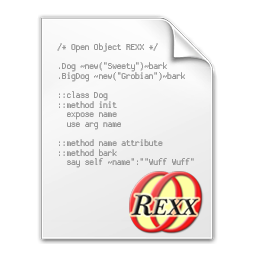 /* Open Object REXX */
.Dog ~new("Sweety")~bark
.BigDog ~new("Grobian")~bark
::class Dog
::method init
expose name
use arg name
::method name attribute
::method bark
say self ~name":""Wuff Wuff"
REXX